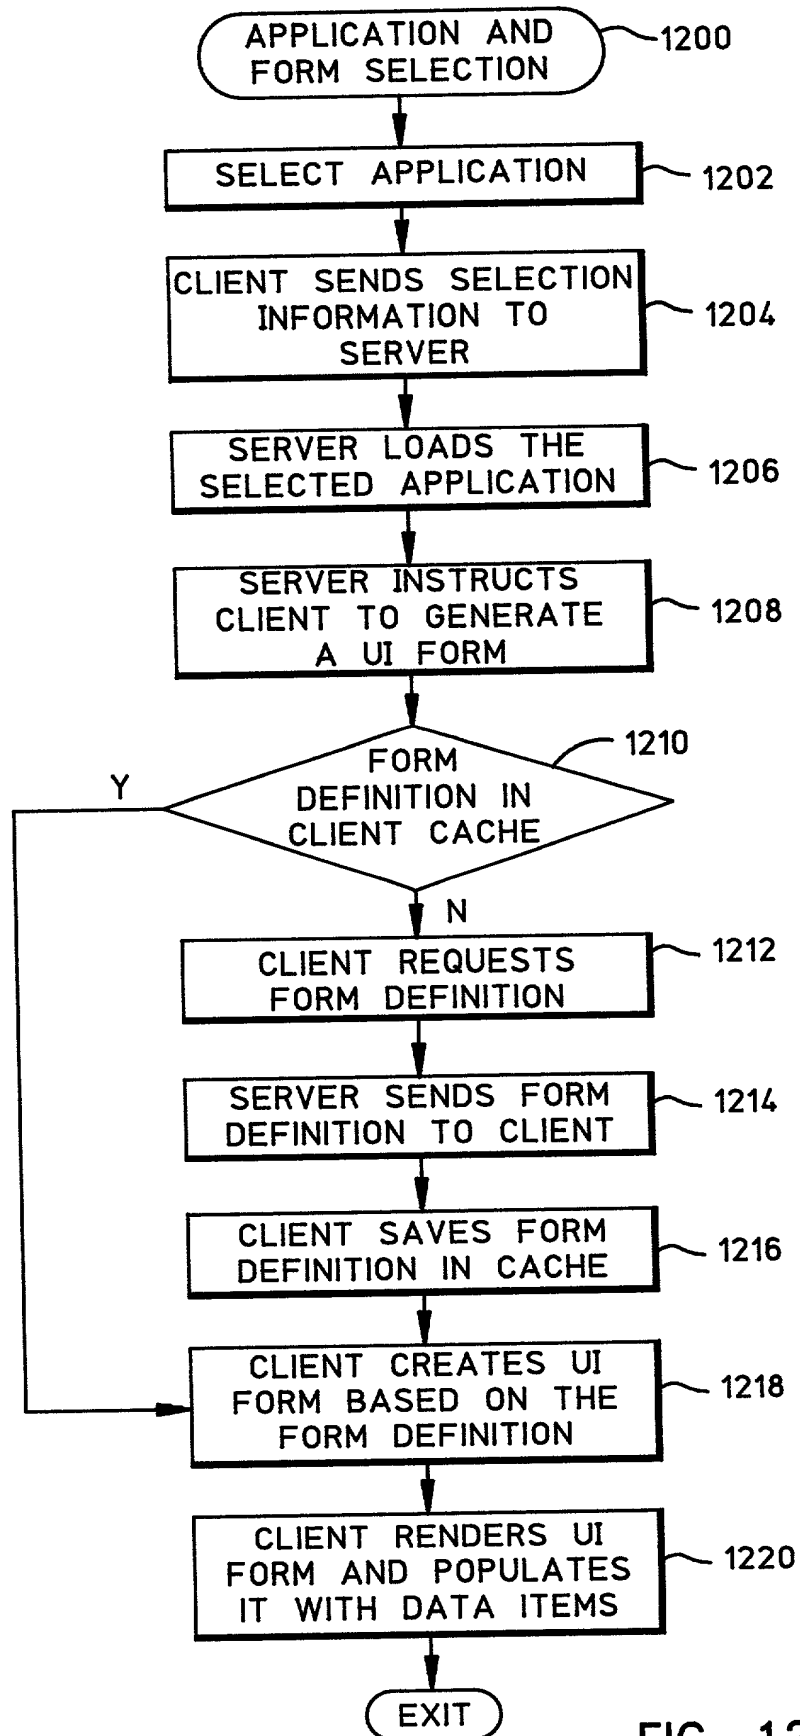 APPLICATION AND
FORM SELECTION
1200
SELECT APPLICATION
1202
CLIENT SENDS SELECTION
INFORMATION TO
SERVER
1204
SERVER LOADS THE
SELECTED APPLICATION
1206
SERVER INSTRUCTS
CLIENT TO GENERATE
A UI FORM
1208
FORM
DEFINITION IN
CLIENT CACHE
1210
Y
N
CLIENT REQUESTS
FORM DEFINITION
1212
SERVER SENDS FORM
DEFINITION TO CLIENT
1214
CLIENT SAVES FORM
DEFINITION IN CACHE
1216
CLIENT CREATES UI
FORM BASED ON THE
FORM DEFINITION
1218
CLIENT RENDERS UI
FORM AND POPULATES
IT WITH DATA ITEMS
1220
EXIT